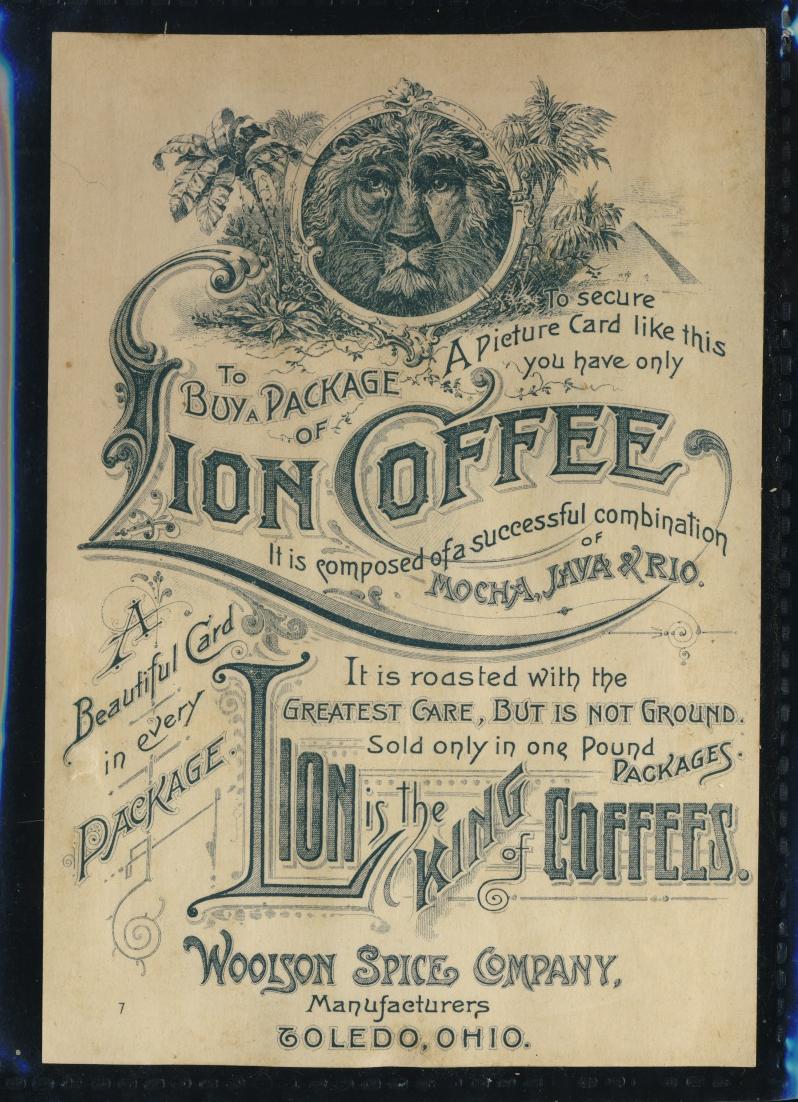 To secure
A Picture Card like this
you have only
To
Buy a Package
of
Lion Coffee
It is composed of a successful combination
of
Mocha, Java & Rio.
A
Beautiful Card
in every
Package.
It is roasted with the
Greatest Care, But is not Ground.
Sold only in one Pound
Packages.
Lion is the King of Coffees.
Woolson Spice Company,
Manufacturers
Toledo, Ohio.
7